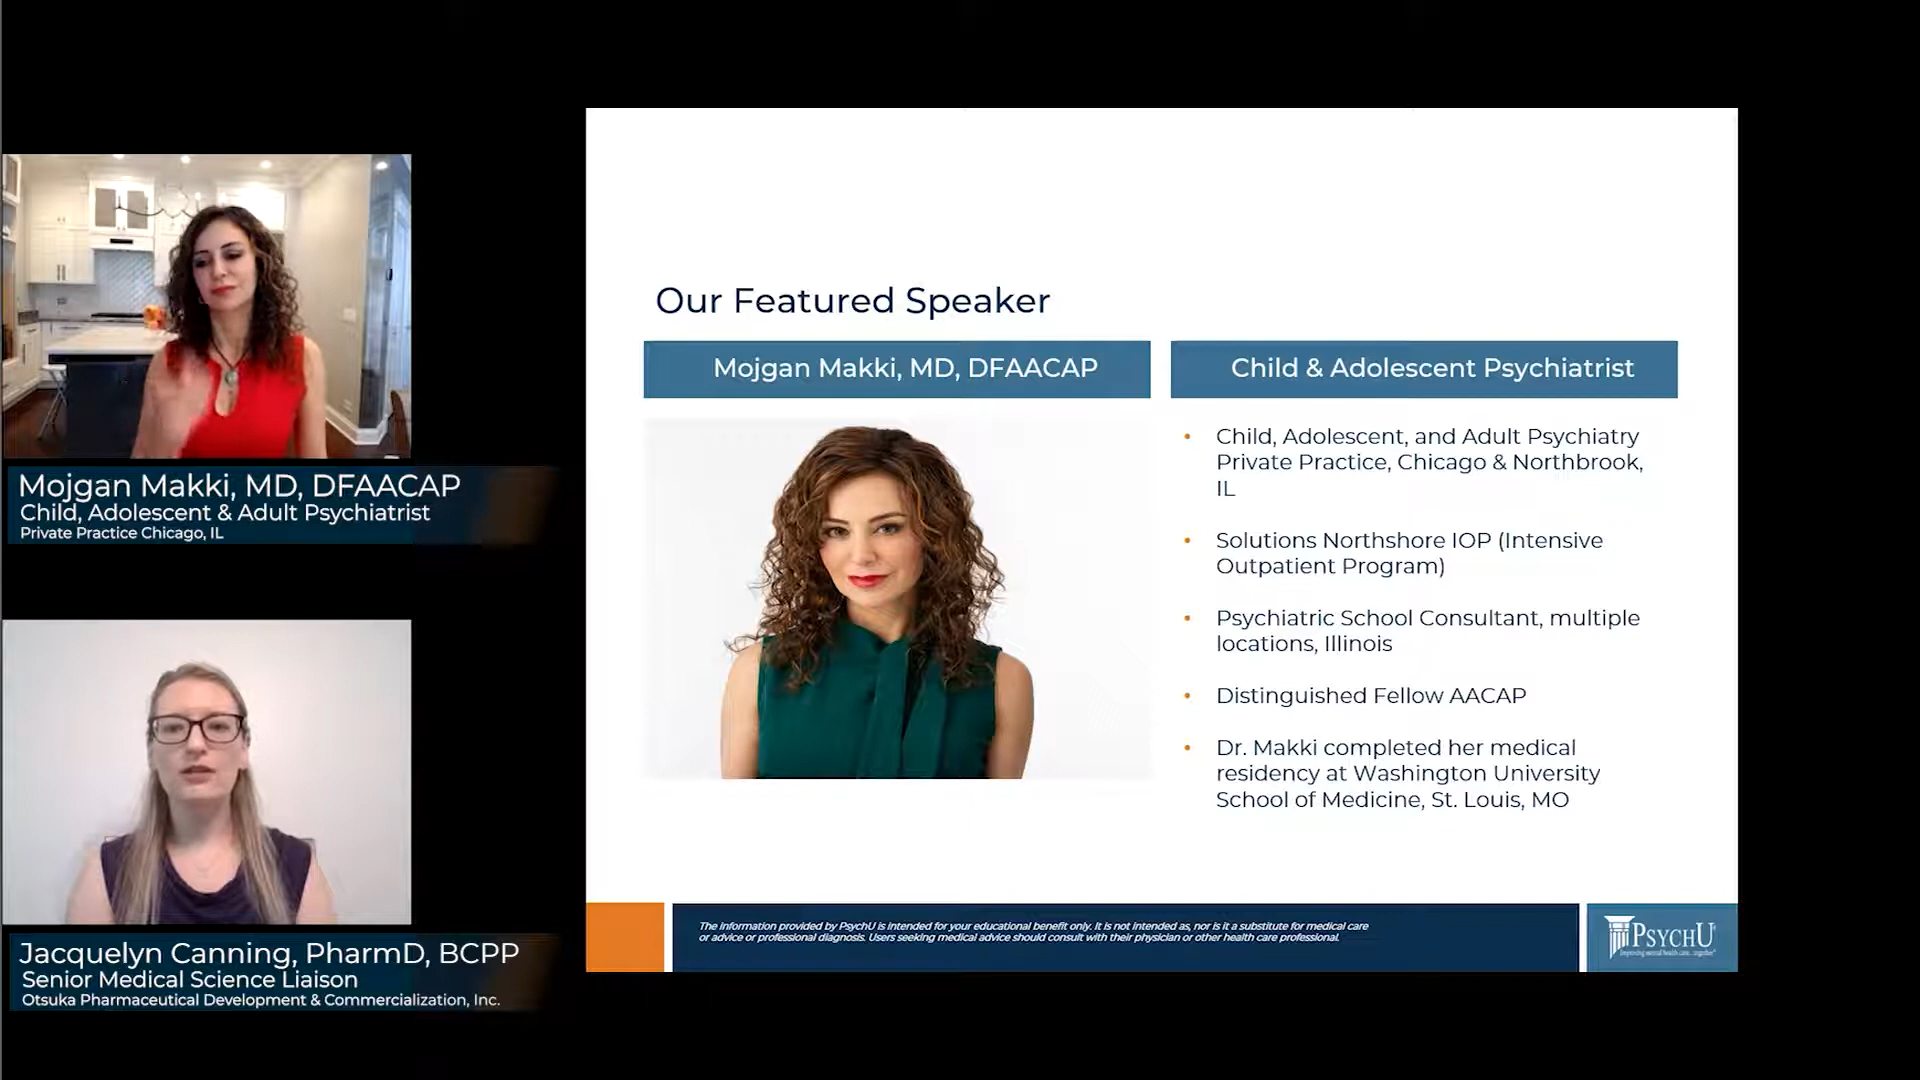 Mojgan Makki, MD, DFAACAP
Child, Adolescent & Adult Psychiatrist
Private Practice Chicago, IL
Jacquelyn Canning, PharmD, BCPP
Senior Medical Science Liaison
Otsuka Pharmaceutical Development & Commercialization, Inc.
Our Featured Speaker
Mojgan Makki, MD, DFAACAP
Child & Adolescent Psychiatrist
• Child, Adolescent, and Adult Psychiatry
Private Practice, Chicago & Northbrook,
IL
• Solutions Northshore IOP (Intensive
Outpatient Program)
• Psychiatric School Consultant, multiple
locations, Illinois
• Distinguished Fellow AACAP
• Dr. Makki completed her medical
residency at Washington University
School of Medicine, St. Louis, MO
The information provided by PsychU is intended for your educational benefit only. It is not intended as, nor is it a substitute for medical care
or advice or professional diagnosis. Users seeking medical advice should consult with their physician or other health care professional.
PSYCHU
Improving mental health care... together